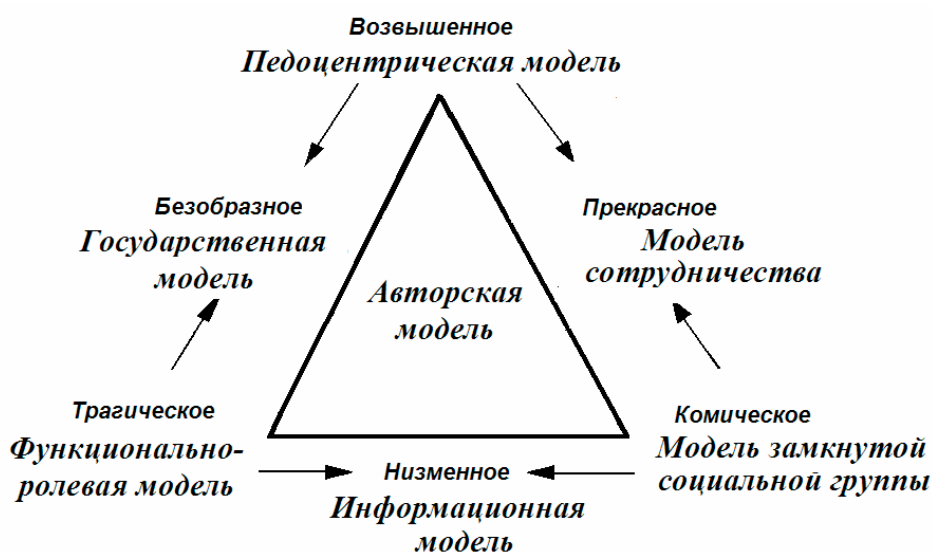 Возвышенное
Педоцентрическая модель
Безобразное
Государственная
модель
Прекрасное
Модель
сотрудничества
Авторская
модель
Трагическое
Функционально-
ролевая модель
Низменное
Информационная
модель
Комическое
Модель замкнутой
социальной группы